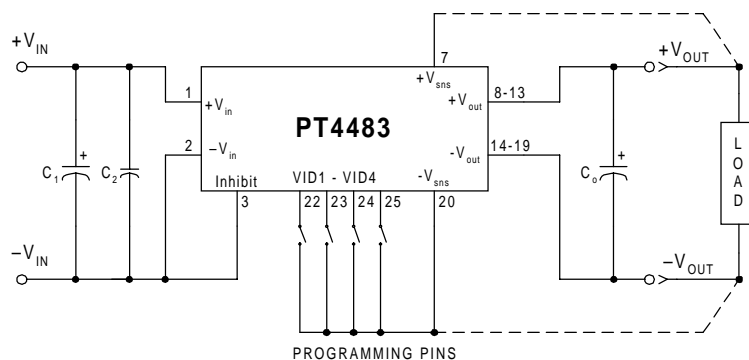 7
+VIN
+Vsns
+VOUT
1
+Vin
+Vout
8-13
PT4483
2
−Vin
-Vout
14-19
C1
+
C2
Co
+
LOAD
Inhibit
VID1 - VID4
-Vsns
3
22
23
24
25
20
−VIN
−VOUT
PROGRAMMING PINS